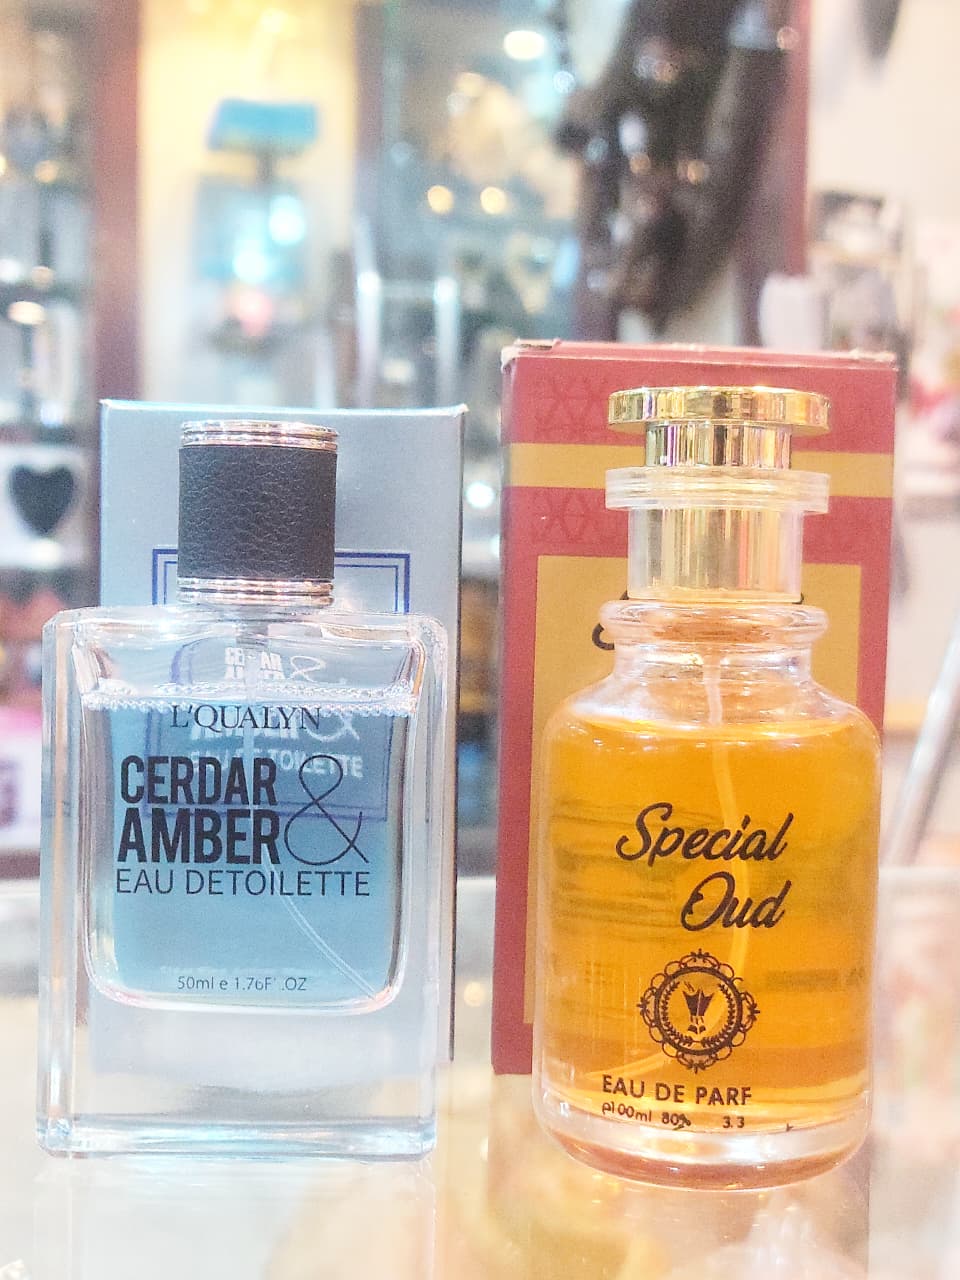 L'QUALYN
CERDAR
AMBER &
EAU DETOILETTE
50ml e 1.76F .OZ
Special
Oud
EAU DE PARF
100ml 80% 3.3